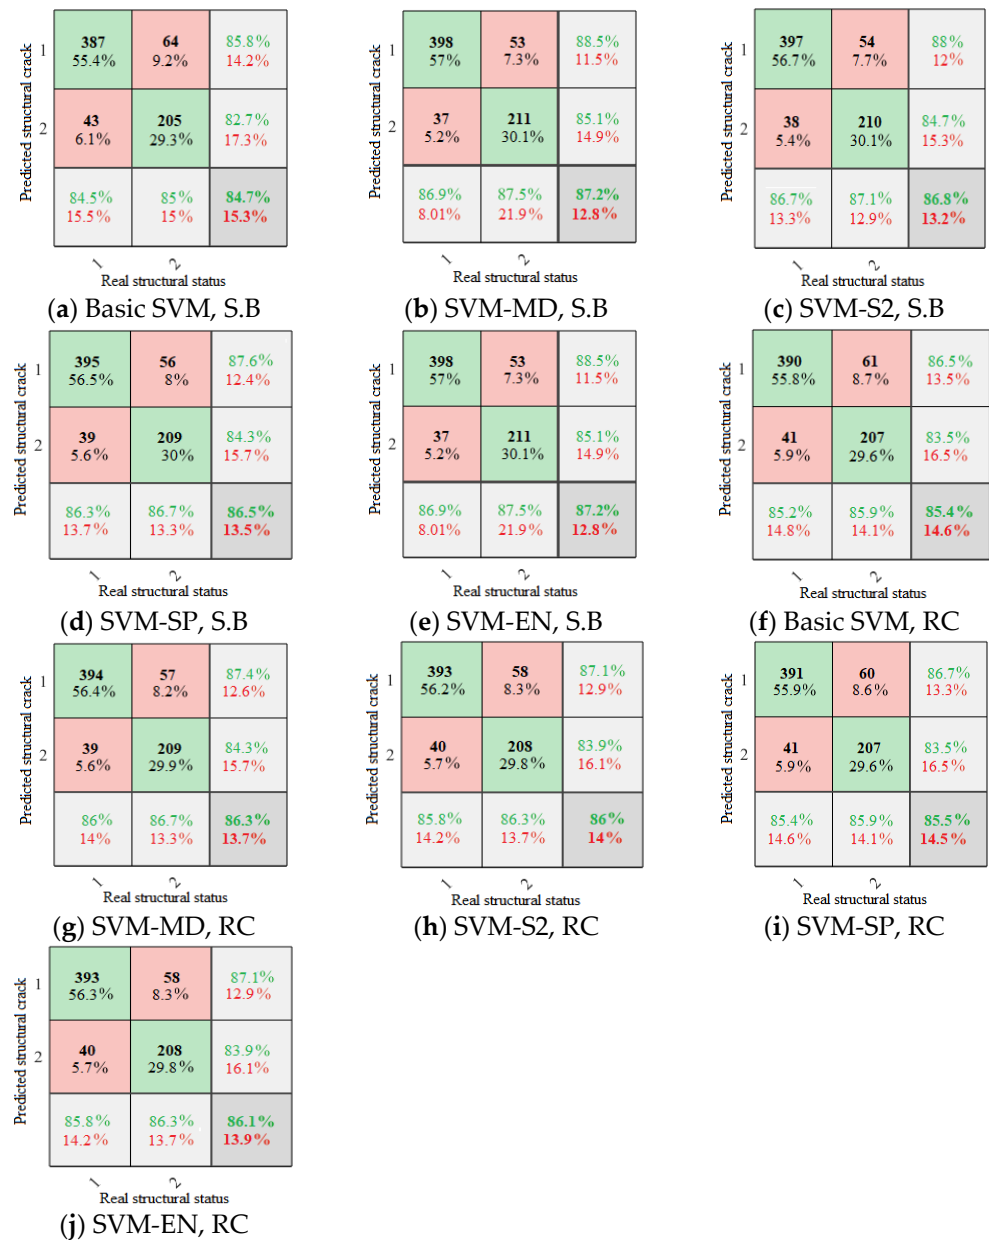 387 64 85.8%
1 55.4% 9.2% 14.2%
43 205 82.7%
2 6.1% 29.3% 17.3%
84.5% 85% 84.7%
15.5% 15% 15.3%
Predicted structural crack
1 2
Real structural status
(a) Basic SVM, S.B
398 53 88.5%
1 57% 7.3% 11.5%
37 211 85.1%
2 5.2% 30.1% 14.9%
86.9% 87.5% 87.2%
8.01% 21.9% 12.8%
Predicted structural crack
1 2
Real structural status
(b) SVM-MD, S.B
397 54 88%
1 56.7% 7.7% 12%
38 210 84.7%
2 5.4% 30.1% 15.3%
86.7% 87.1% 86.8%
13.3% 12.9% 13.2%
Predicted structural crack
1 2
Real structural status
(c) SVM-S2, S.B
395 56 87.6%
1 56.5% 8% 12.4%
39 209 84.3%
2 5.6% 30% 15.7%
86.3% 86.7% 86.5%
13.7% 13.3% 13.5%
Predicted structural crack
1 2
Real structural status
(d) SVM-SP, S.B
398 53 88.5%
1 57% 7.3% 11.5%
37 211 85.1%
2 5.2% 30.1% 14.9%
86.9% 87.5% 87.2%
8.01% 21.9% 12.8%
Predicted structural crack
1 2
Real structural status
(e) SVM-EN, S.B
390 61 86.5%
1 55.8% 8.7% 13.5%
41 207 83.5%
2 5.9% 29.6% 16.5%
85.2% 85.9% 85.4%
14.8% 14.1% 14.6%
Predicted structural crack
1 2
Real structural status
(f) Basic SVM, RC
394 57 87.4%
1 56.4% 8.2% 12.6%
39 209 84.3%
2 5.6% 29.9% 15.7%
86% 86.7% 86.3%
14% 13.3% 13.7%
Predicted structural crack
1 2
Real structural status
(g) SVM-MD, RC
393 58 87.1%
1 56.2% 8.3% 12.9%
40 208 83.9%
2 5.7% 29.8% 16.1%
85.8% 86.3% 86%
14.2% 13.7% 14%
Predicted structural crack
1 2
Real structural status
(h) SVM-S2, RC
391 60 86.7%
1 55.9% 8.6% 13.3%
41 207 83.5%
2 5.9% 29.6% 16.5%
85.4% 85.9% 85.5%
14.6% 14.1% 14.5%
Predicted structural crack
1 2
Real structural status
(i) SVM-SP, RC
393 58 87.1%
1 56.3% 8.3% 12.9%
40 208 83.9%
2 5.7% 29.8% 16.1%
85.8% 86.3% 86.1%
14.2% 13.7% 13.9%
Predicted structural crack
1 2
Real structural status
(j) SVM-EN, RC